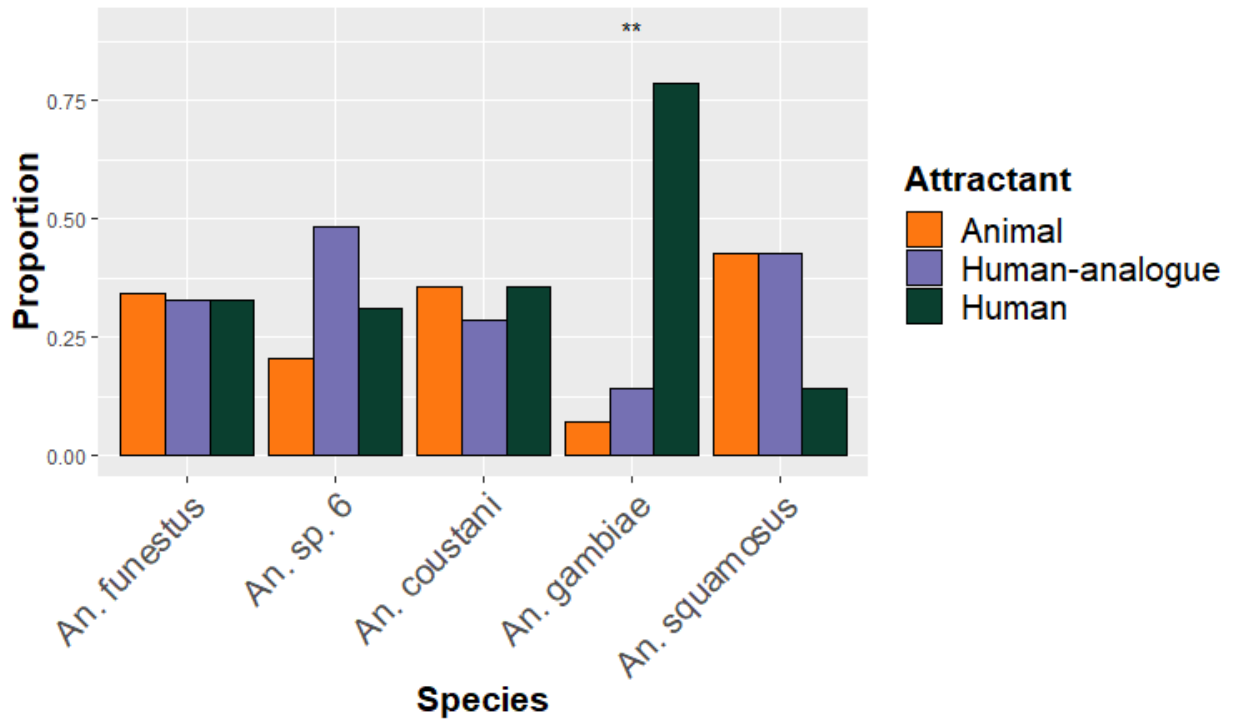 **
Proportion
0.75
0.50
0.25
0.00
An. funestus
An. sp. 6
An. coustani
An. gambiae
An. squamosus
Species
Attractant
Animal
Human-analogue
Human